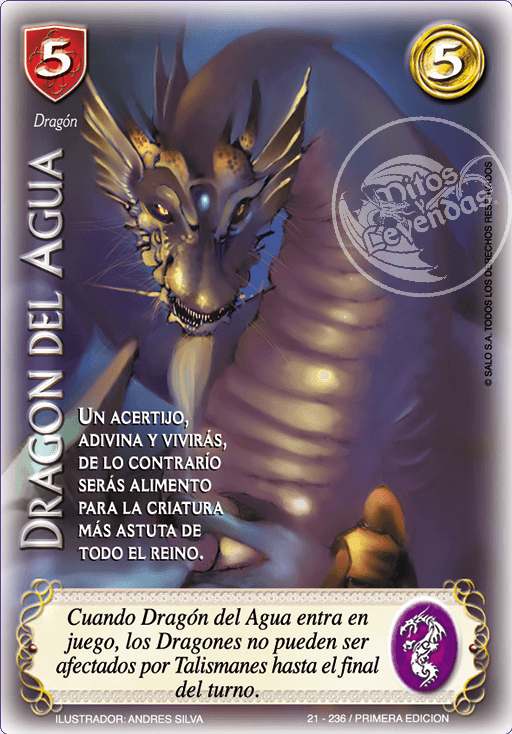 5
5
Dragón
DRAGON DEL AGUA
Mitos
y
Leyendas
© SALO S.A. TODOS LOS DERECHOS RESERVADOS
UN ACERTIJO,
ADIVINA Y VIVIRÁS,
DE LO CONTRARÍO
SERÁS ALIMENTO
PARA LA CRIATURA
MÁS ASTUTA DE
TODO EL REINO.
Cuando Dragón del Agua entra en
juego, los Dragones no pueden ser
afectados por Talismanes hasta el final
del turno.
ILUSTRADOR: ANDRES SILVA
21 - 236 / PRIMERA EDICION